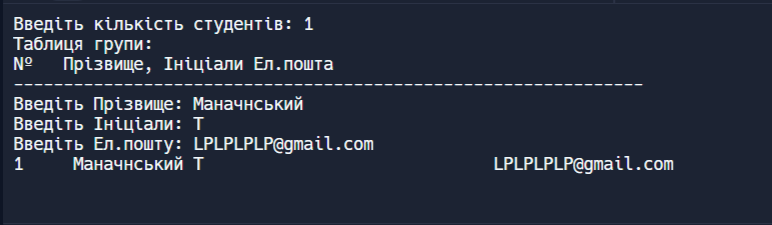 Введіть кількість студентів: 1
Таблиця групи:
№   Прізвище, Ініціали Ел.пошта
---------------------------------------------------------------
Введіть Прізвище: Маначнський
Введіть Ініціали: Т
Введіть Ел.пошту: LPLPLPLP@gmail.com
1     Маначнський Т                             LPLPLPLP@gmail.com